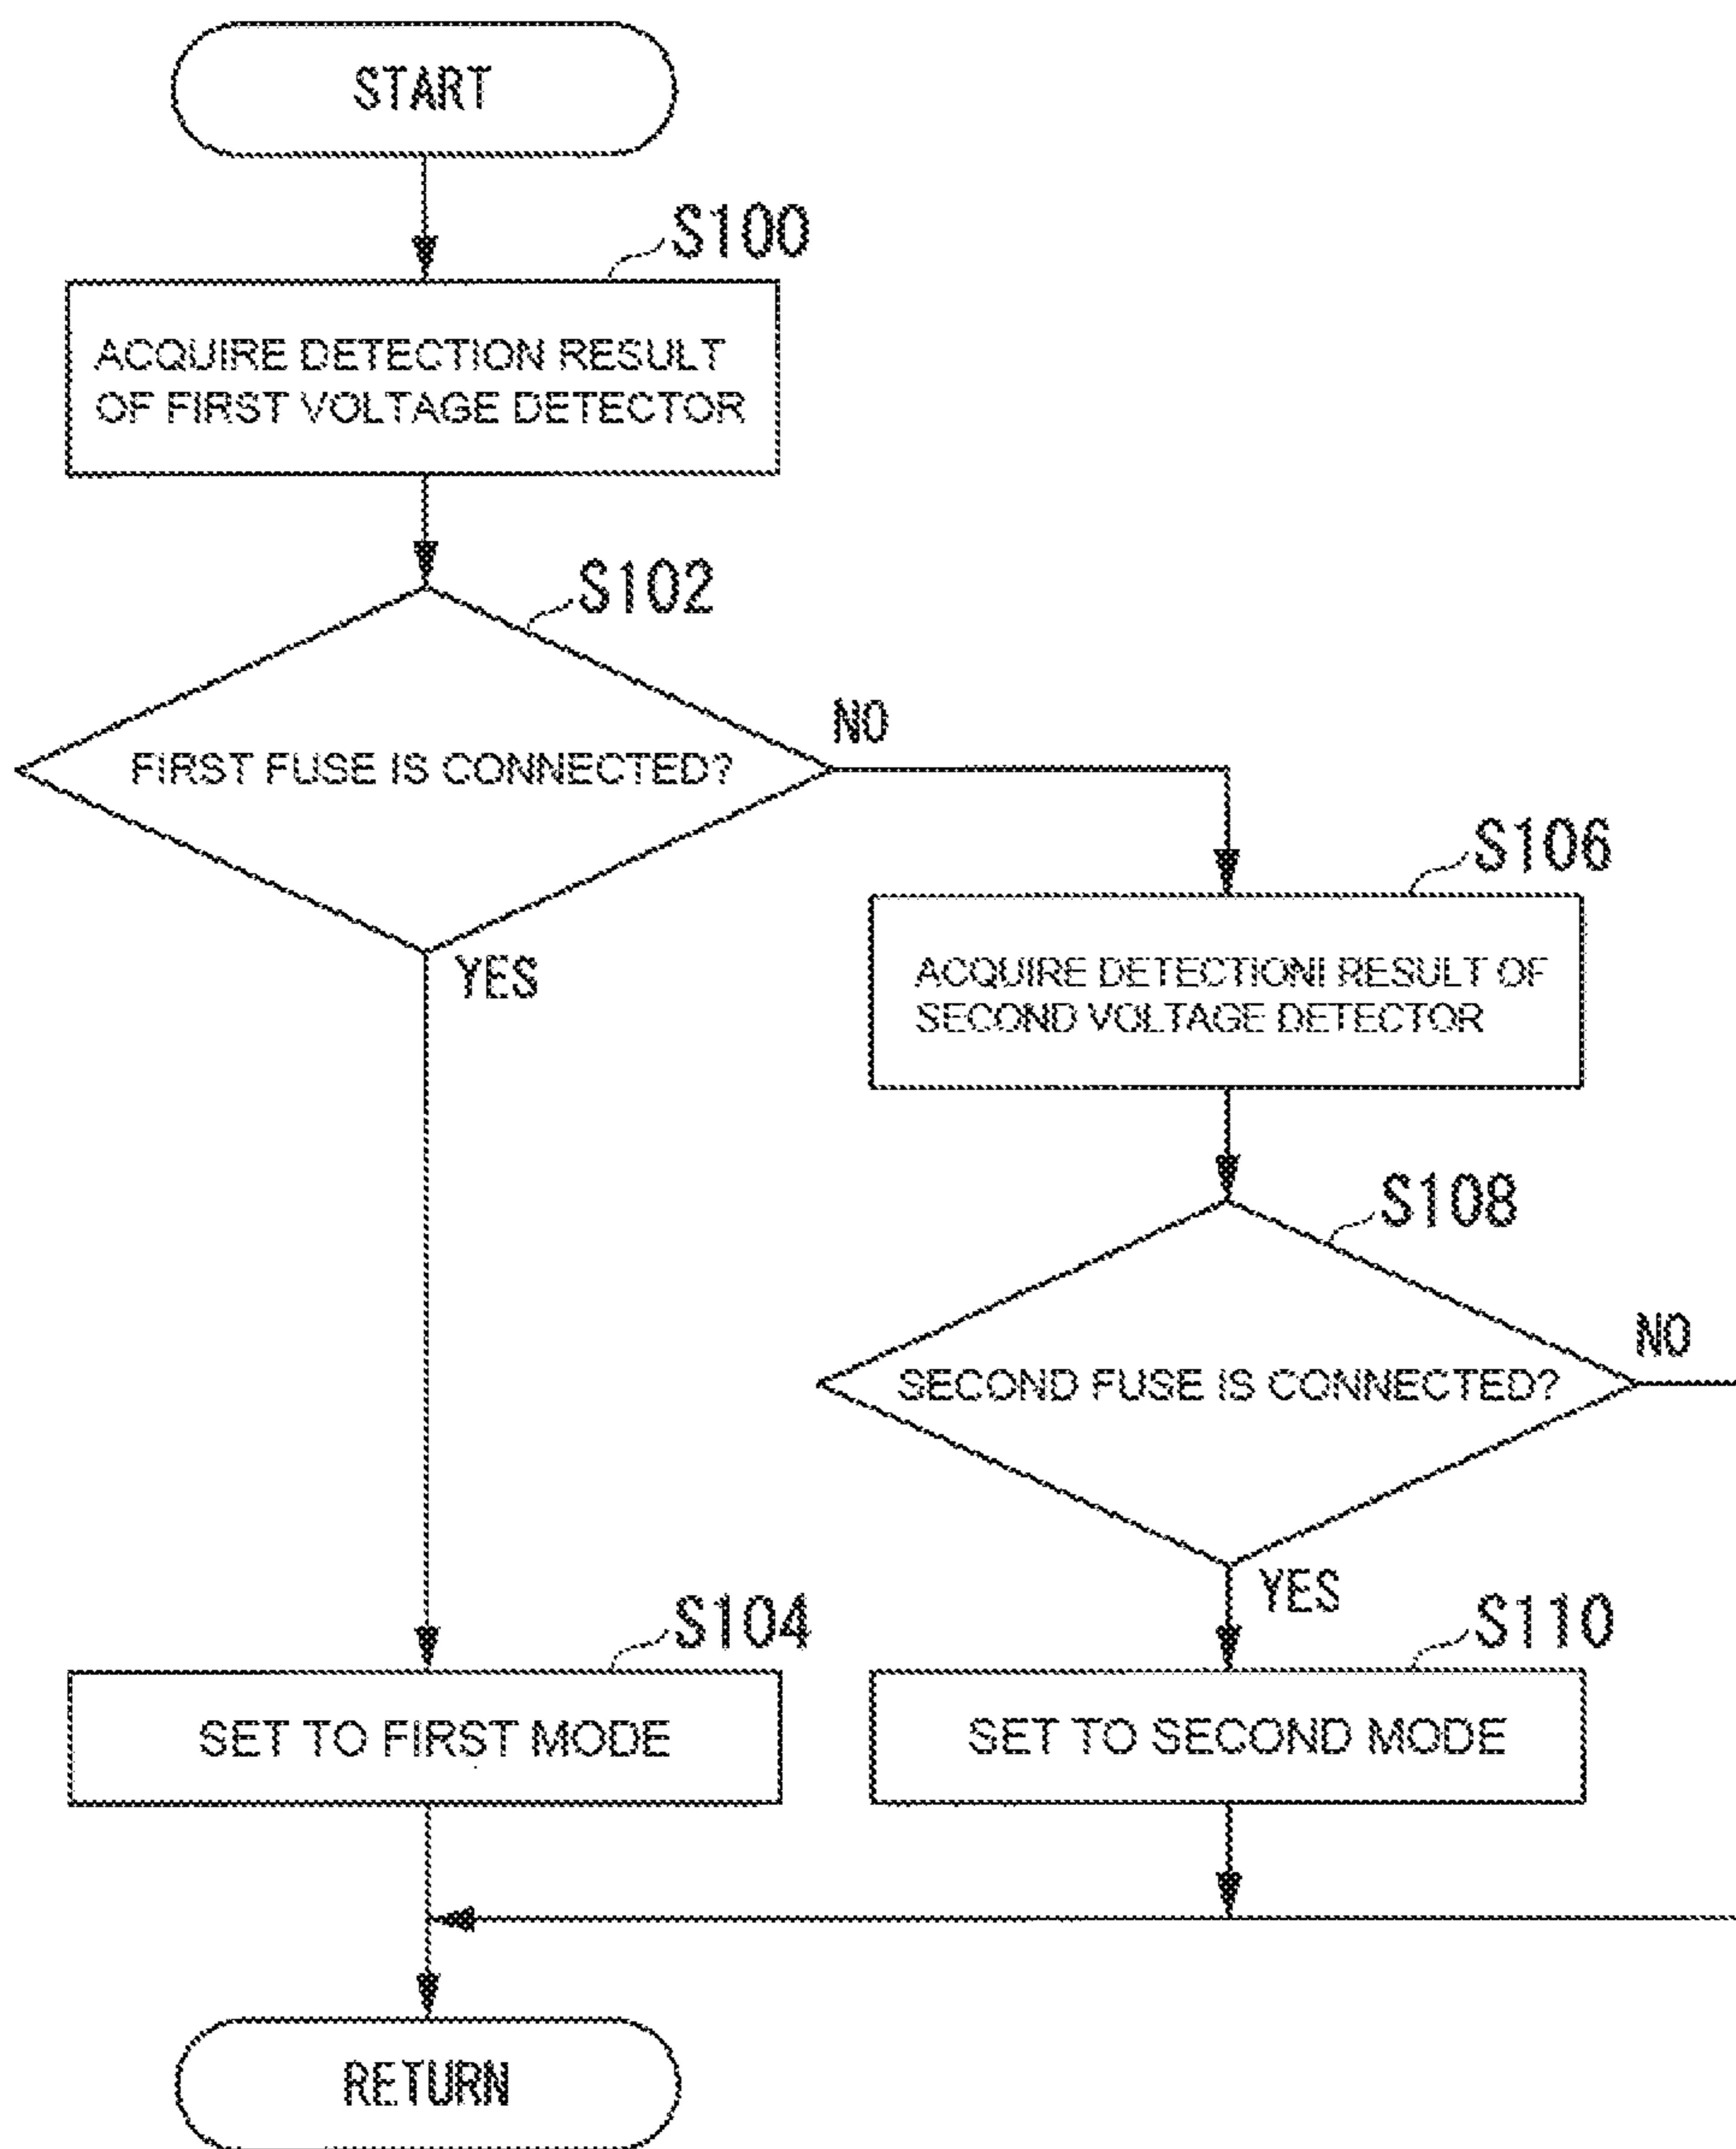 START
S100
ACQUIRE DETECTION RESULT
OF FIRST VOLTAGE DETECTOR
S102
FIRST FUSE IS CONNECTED?
NO
YES
S106
ACQUIRE DETECTIONI RESULT OF
SECOND VOLTAGE DETECTOR
S108
SECOND FUSE IS CONNECTED?
NO
YES
S104
SET TO FIRST MODE
S110
SET TO SECOND MODE
RETURN